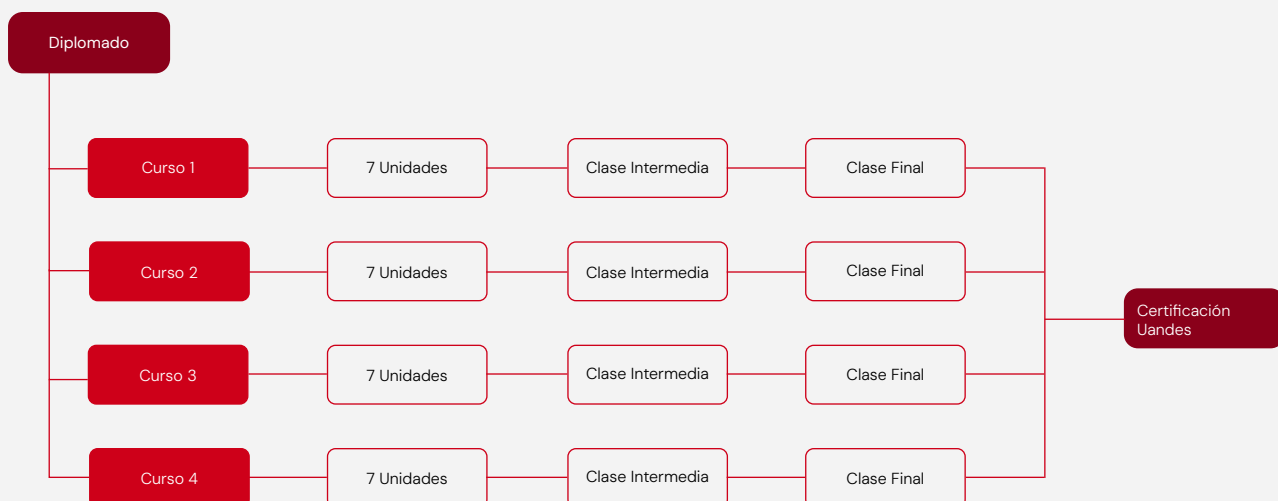 Diplomado
Curso 1
7 Unidades
Clase Intermedia
Clase Final
Curso 2
7 Unidades
Clase Intermedia
Clase Final
Certificación
Uandes
Curso 3
7 Unidades
Clase Intermedia
Clase Final
Curso 4
7 Unidades
Clase Intermedia
Clase Final